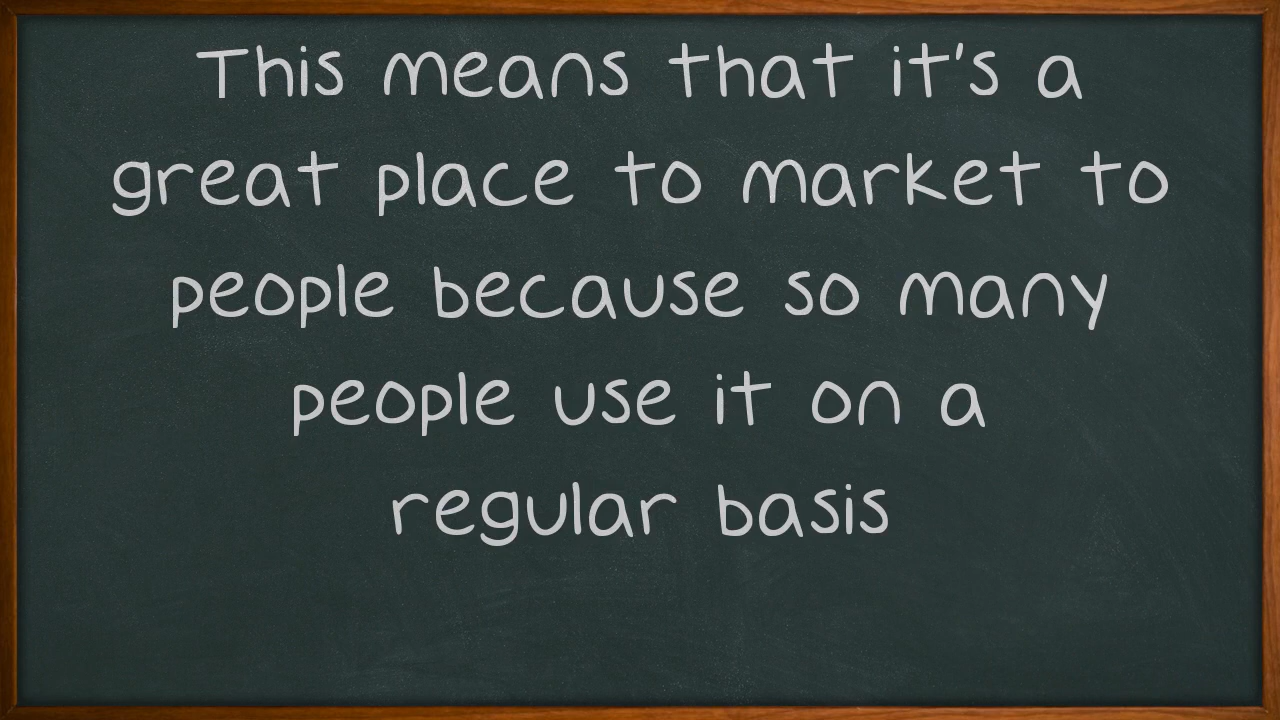 This means that it's a
great place to market to
people because so many
people use it on a
regular basis